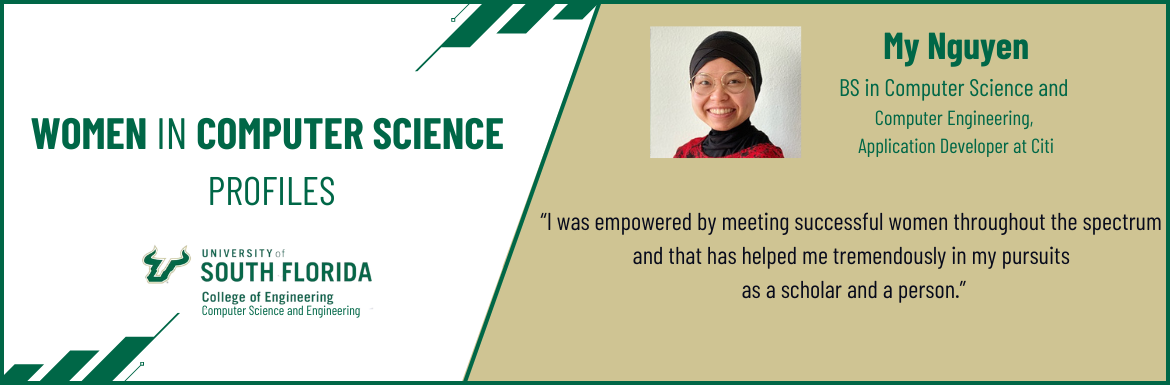 WOMEN IN COMPUTER SCIENCE
PROFILES
UNIVERSITY of
SOUTH FLORIDA
College of Engineering
Computer Science and Engineering
My Nguyen
BS in Computer Science and
Computer Engineering,
Application Developer at Citi
“I was empowered by meeting successful women throughout the spectrum
and that has helped me tremendously in my pursuits
as a scholar and a person.”